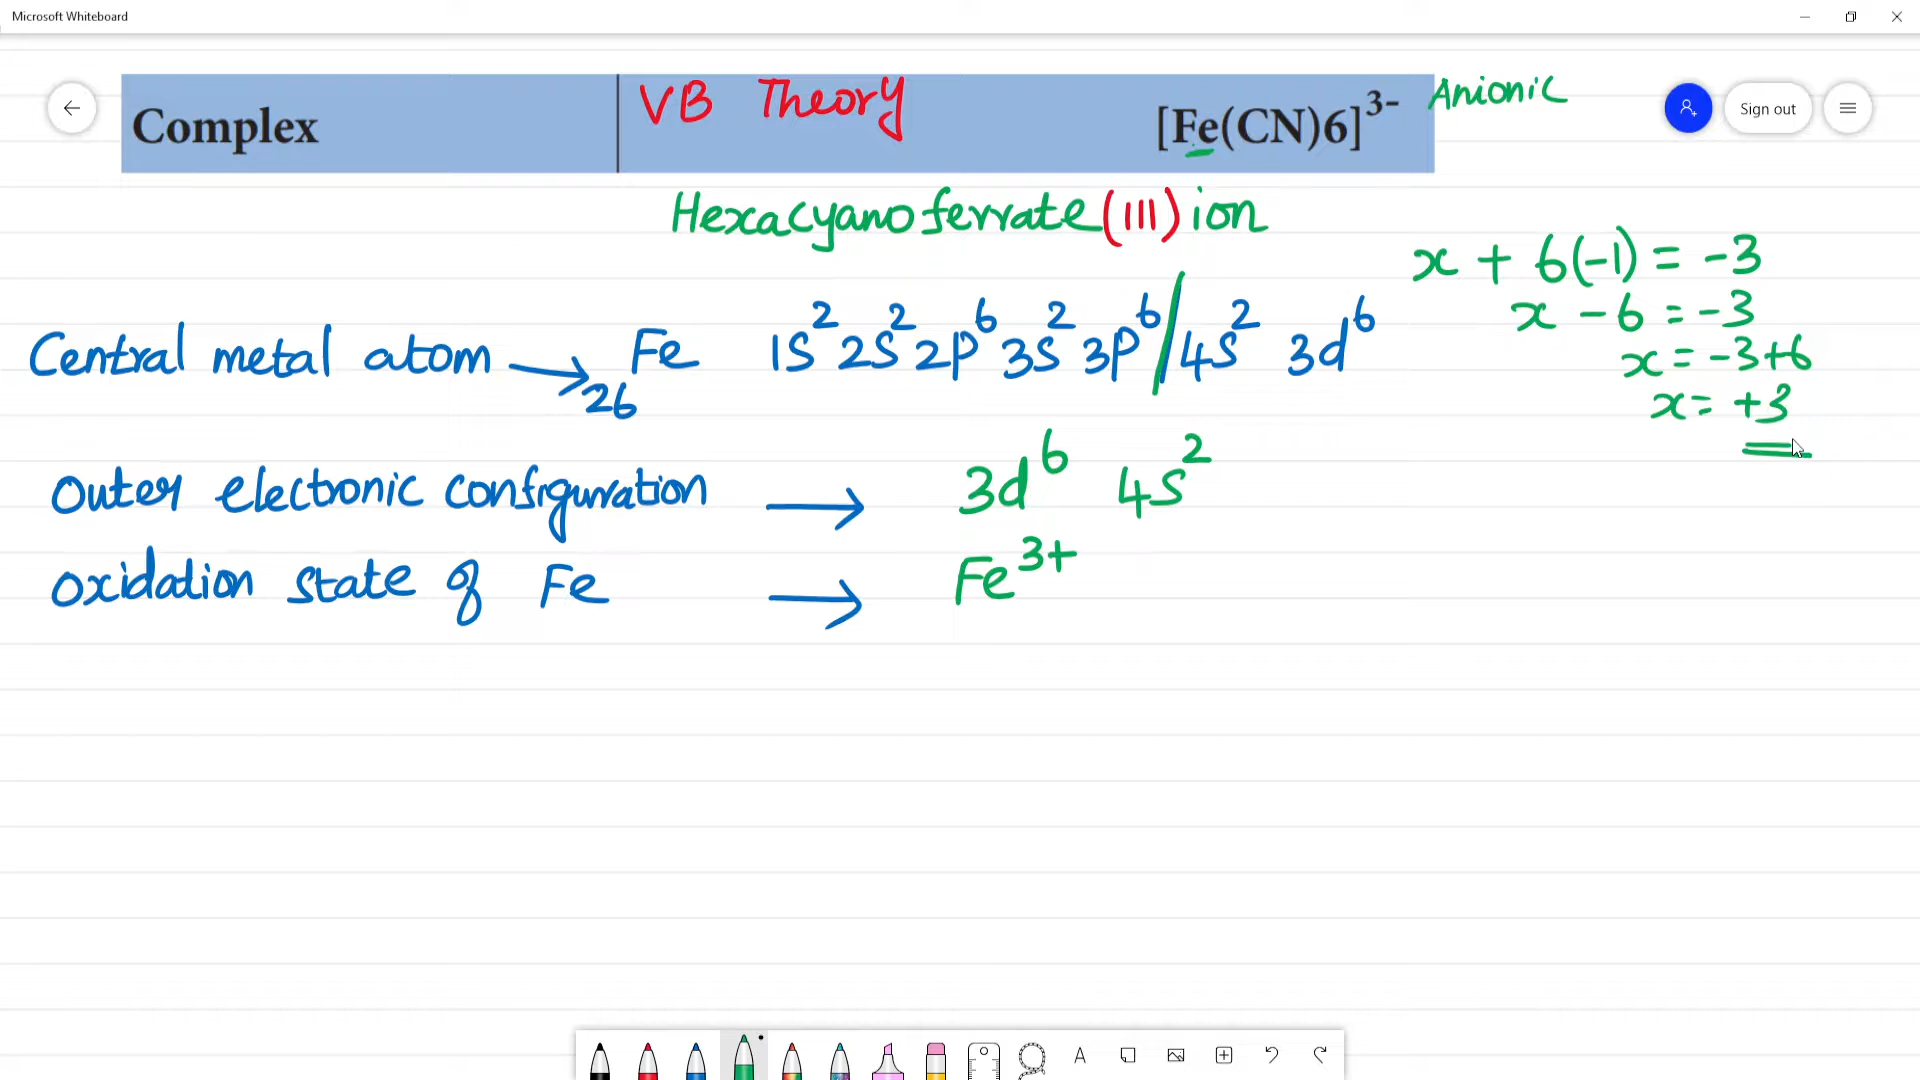 Microsoft Whiteboard
Complex VB Theory [Fe(CN)6]³⁻ Anionic
Sign out
Hexacyanoferrate(III) ion
x + 6(-1) = -3
x - 6 = -3
Central metal atom → ₂₆Fe 1S² 2S² 2p⁶ 3S² 3p⁶/4S² 3d⁶
x = -3+6
x = +3
Outer electronic configuration → 3d⁶ 4S²
Oxidation state of Fe → Fe³⁺
A